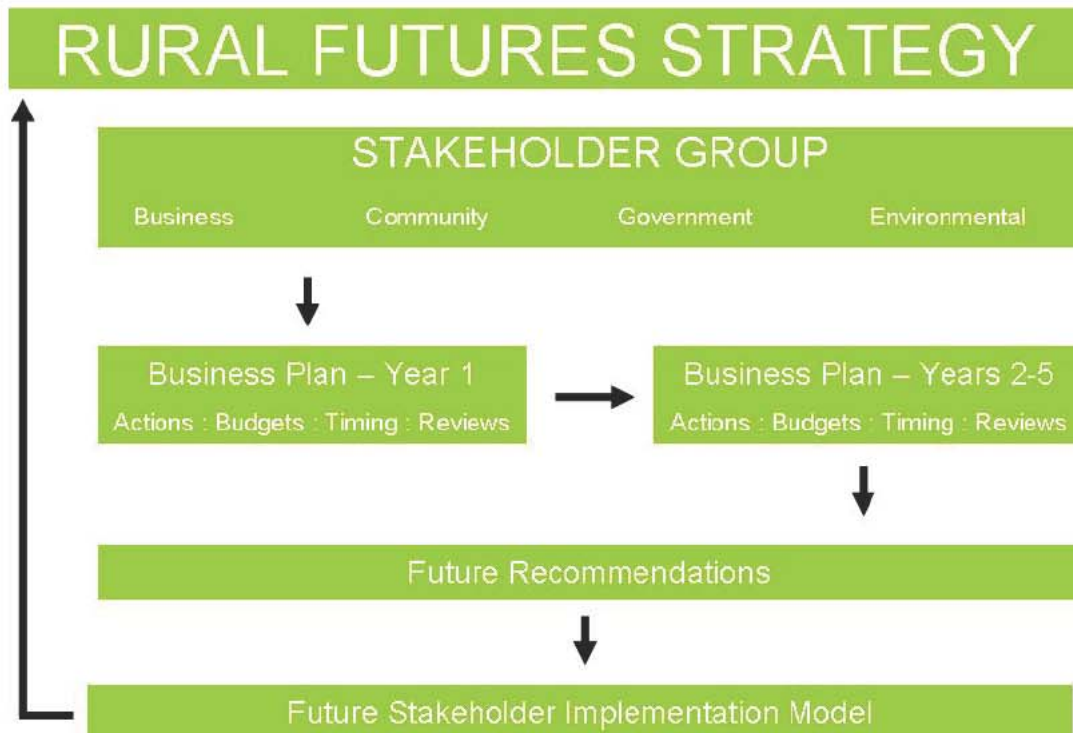 RURAL FUTURES STRATEGY
STAKEHOLDER GROUP
Business Community Government Environmental
Business Plan – Year 1
Actions : Budgets : Timing : Reviews
Business Plan – Years 2-5
Actions : Budgets : Timing : Reviews
Future Recommendations
Future Stakeholder Implementation Model